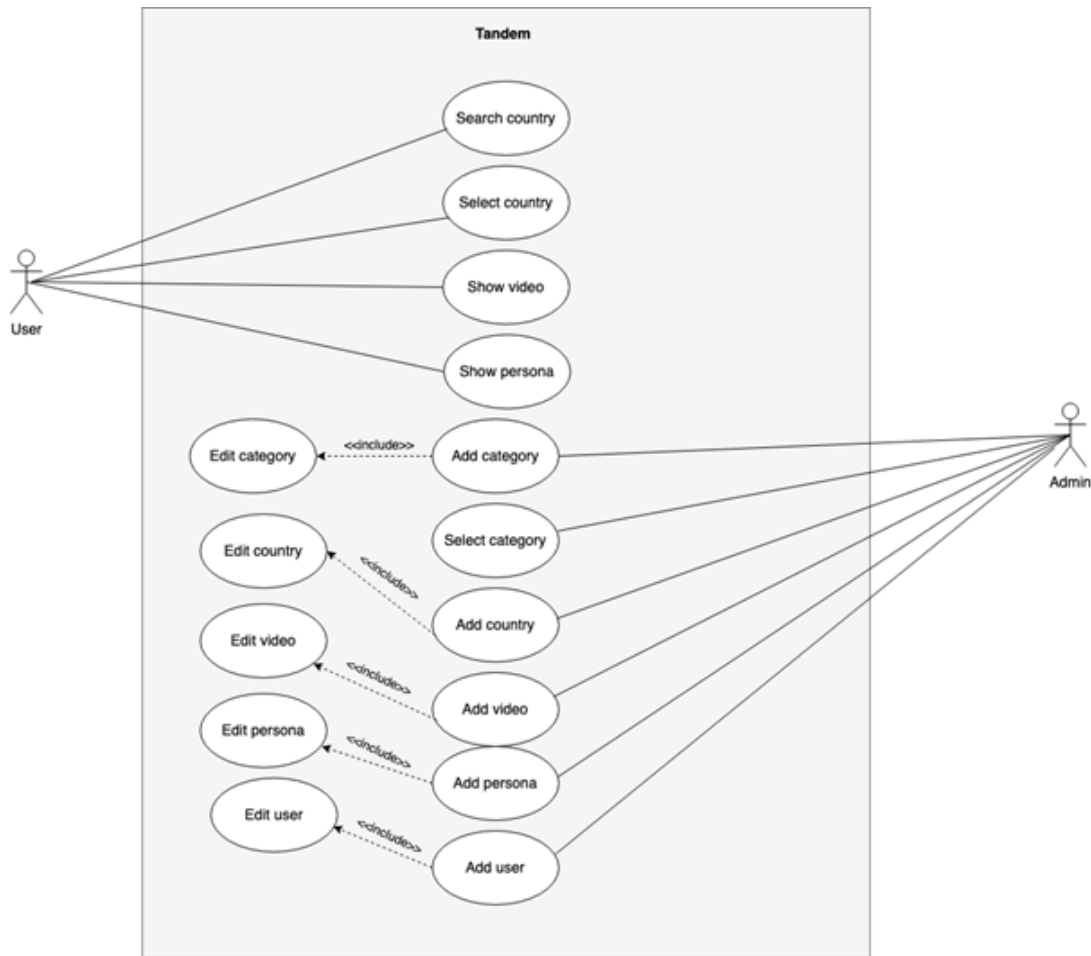 Tandem
Search country
Select country
Show video
User
Show persona
Edit category
<<include>>
Add category
Admin
Edit country
<<include>>
Select category
Add country
Edit video
<<include>>
Add video
Edit persona
<<include>>
Add persona
Edit user
<<include>>
Add user